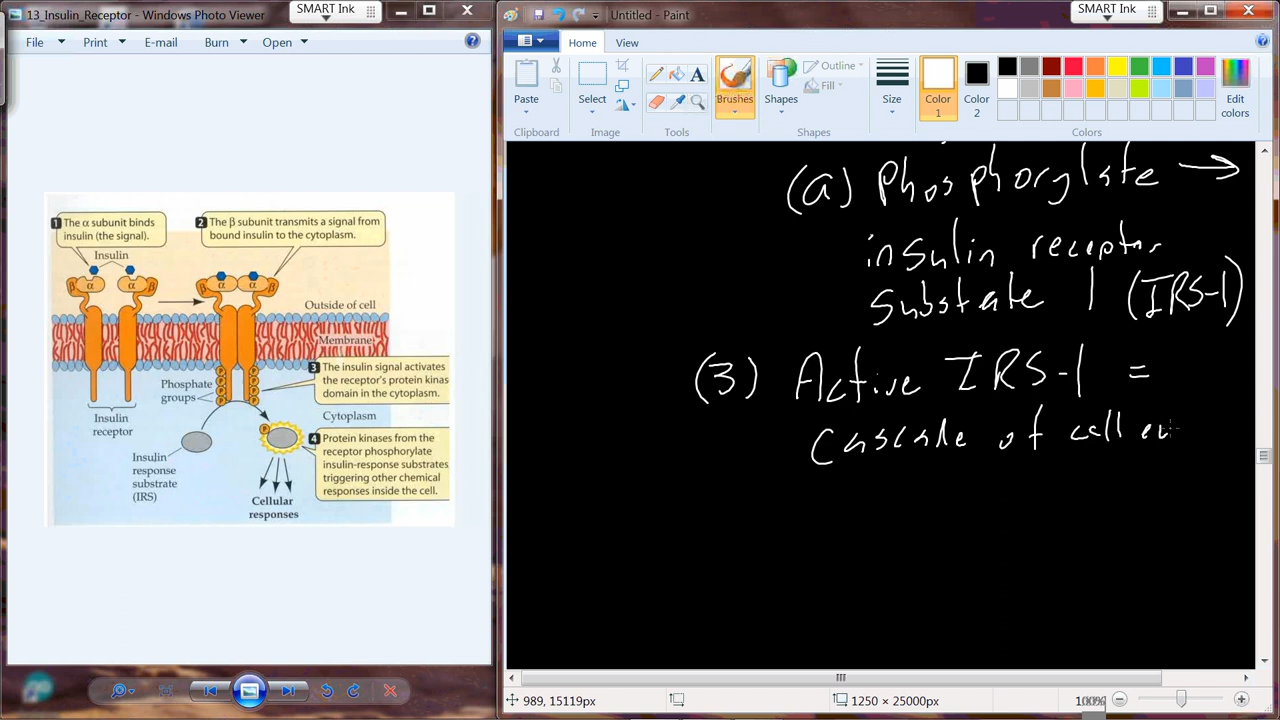 13_Insulin_Receptor - Windows Photo Viewer
SMART Ink
File Print E-mail Burn Open
1 The α subunit binds
insulin (the signal).
2 The β subunit transmits a signal from
bound insulin to the cytoplasm.
Insulin
β α α β β α α β
Outside of cell
Membrane
3 The insulin signal activates
the receptor's protein kinas
domain in the cytoplasm.
Phosphate
groups
Insulin
receptor
Cytoplasm
P
4 Protein kinases from the
receptor phosphorylate
insulin-response substrates,
triggering other chemical
responses inside the cell.
Insulin
response
substrate
(IRS)
Cellular
responses
Untitled - Paint
SMART Ink
Home View
Paste
Clipboard
Select
Image
A
Tools
Brushes
Shapes
Outline
Fill
Shapes
Size
Color
1
Color
2
Edit
colors
Colors
(a) Phosphorylate →
insulin receptor
substrate 1 (IRS-1)
(3) Active IRS-1 =
Cascade of cell
989, 15119px
1250 x 25000px
100%